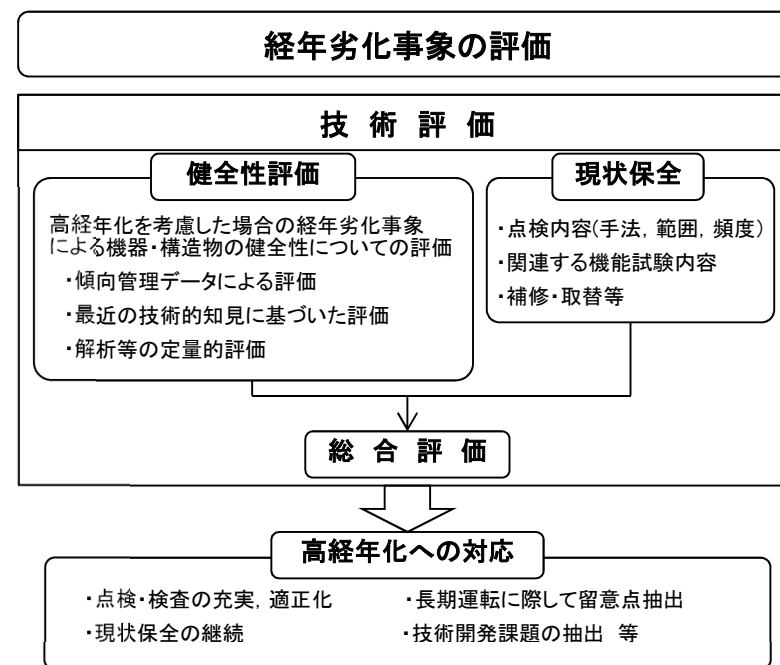 経年劣化事象の評価
技 術 評 価
健全性評価
高経年化を考慮した場合の経年劣化事象
による機器・構造物の健全性についての評価
・傾向管理データによる評価
・最近の技術的知見に基づいた評価
・解析等の定量的評価
現状保全
・点検内容(手法, 範囲, 頻度)
・関連する機能試験内容
・補修・取替等
総 合 評 価
高経年化への対応
・点検・検査の充実, 適正化
・現状保全の継続
・長期運転に際して留意点抽出
・技術開発課題の抽出 等